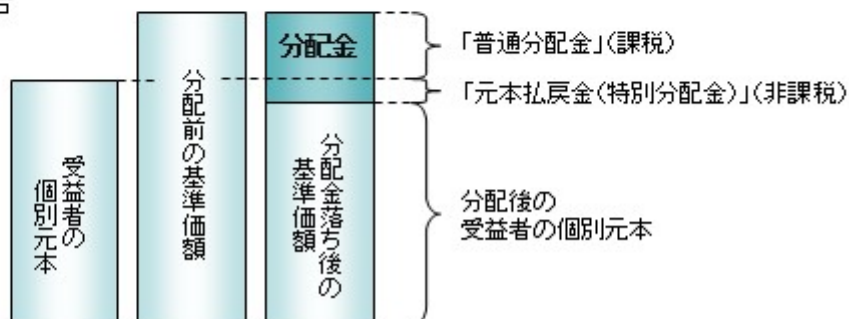 受益者の
個別元本
分配前の基準価額
分配金
分配金落ち後の
基準価額
「普通分配金」(課税)
「元本払戻金(特別分配金)」(非課税)
分配後の
受益者の個別元本